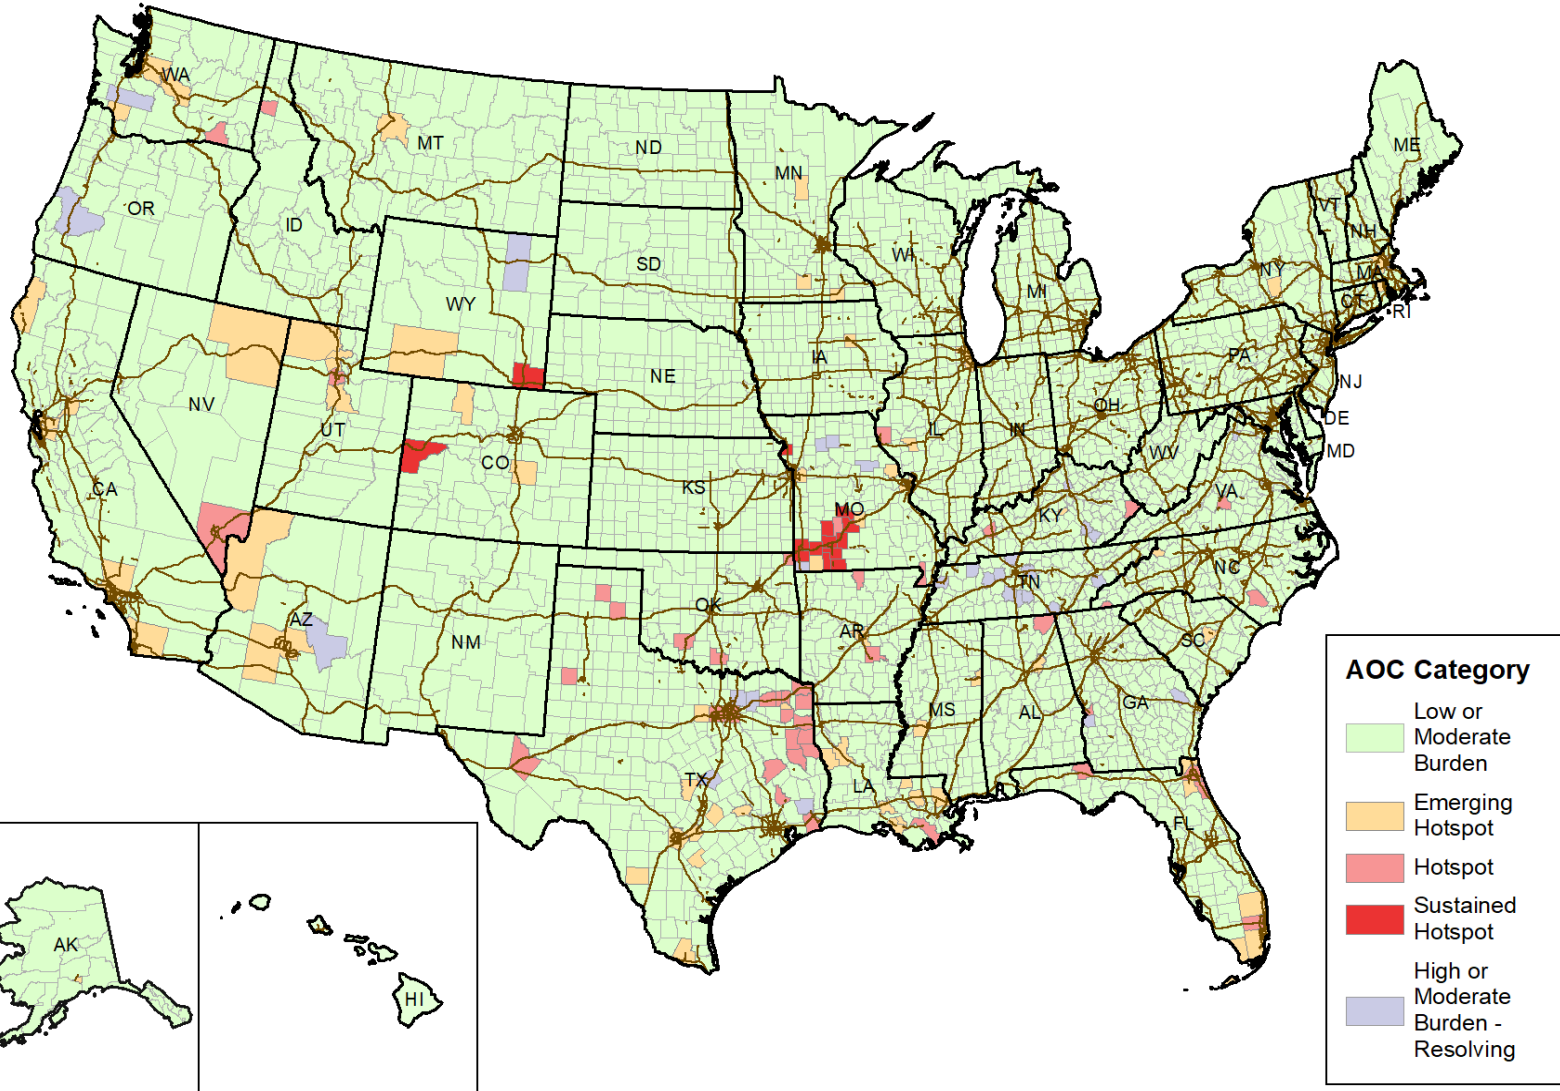 WA
MT
ND
MN
ME
OR
ID
SD
WI
VT
NH
NY
MA
MI
CT
RI
WY
IA
PA
NE
NJ
NV
UT
OH
IL
IN
DE
MD
CO
WV
CA
KS
MO
VA
KY
TN
NC
AZ
NM
OK
AR
SC
MS
AL
GA
TX
LA
FL
AK
HI
AOC Category
Low or
Moderate
Burden
Emerging
Hotspot
Hotspot
Sustained
Hotspot
High or
Moderate
Burden -
Resolving